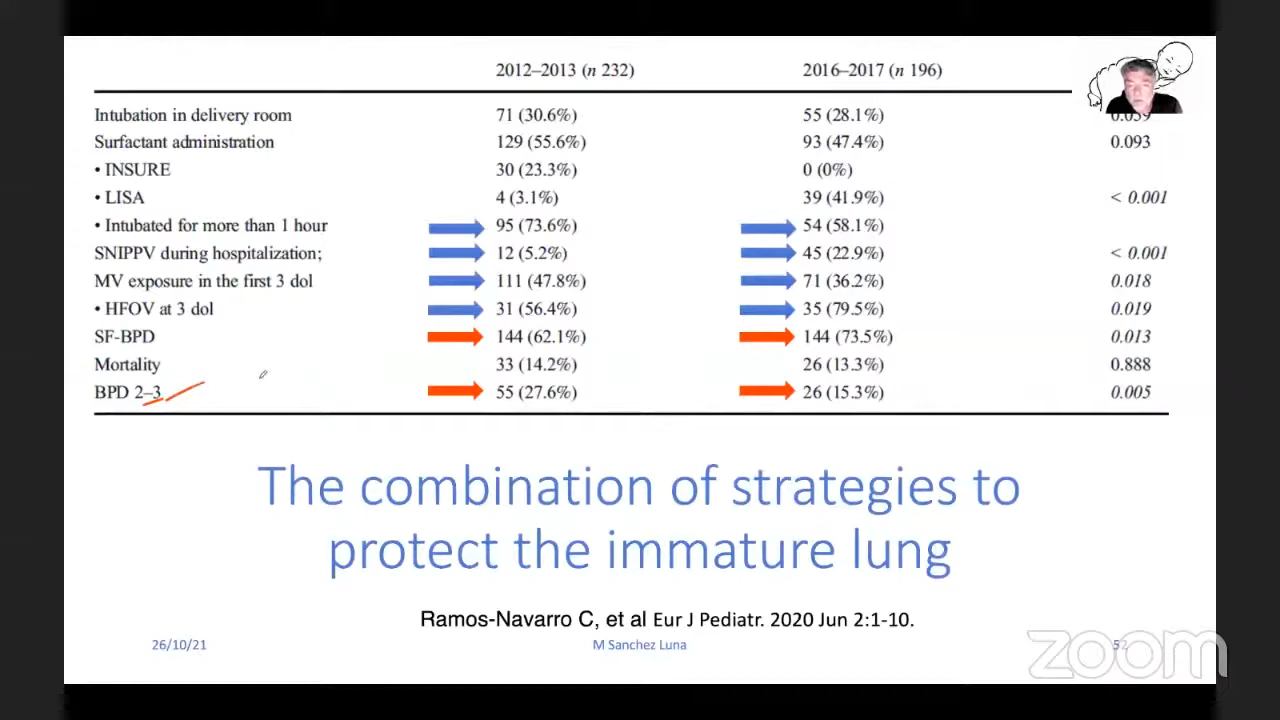 2012–2013 (n 232) 2016–2017 (n 196)
Intubation in delivery room 71 (30.6%) 55 (28.1%)
Surfactant administration 129 (55.6%) 93 (47.4%) 0.093
• INSURE 30 (23.3%) 0 (0%)
• LISA 4 (3.1%) 39 (41.9%) < 0.001
• Intubated for more than 1 hour 95 (73.6%) 54 (58.1%)
SNIPPV during hospitalization; 12 (5.2%) 45 (22.9%) < 0.001
MV exposure in the first 3 dol 111 (47.8%) 71 (36.2%) 0.018
• HFOV at 3 dol 31 (56.4%) 35 (79.5%) 0.019
SF-BPD 144 (62.1%) 144 (73.5%) 0.013
Mortality 33 (14.2%) 26 (13.3%) 0.888
BPD 2–3 55 (27.6%) 26 (15.3%) 0.005
The combination of strategies to
protect the immature lung
Ramos-Navarro C, et al Eur J Pediatr. 2020 Jun 2:1-10.
26/10/21 M Sanchez Luna 52
zoom